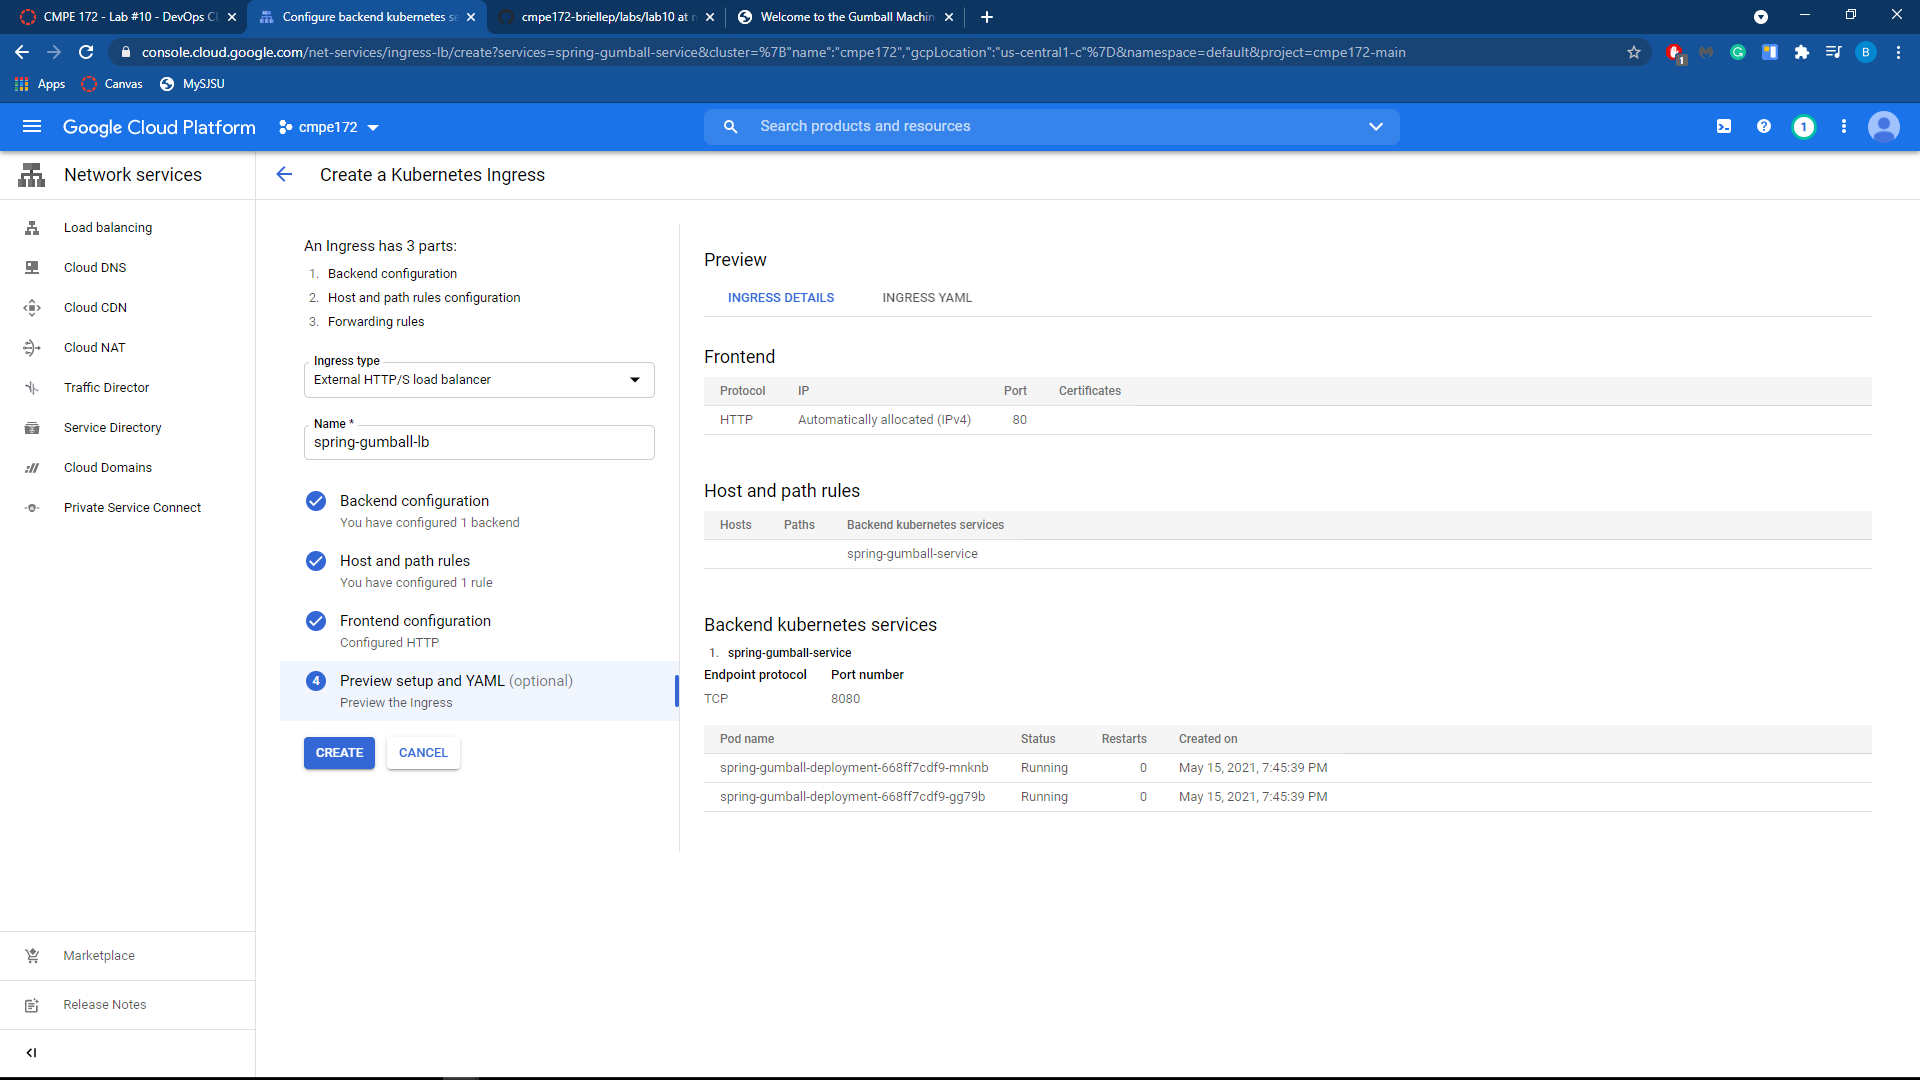 CMPE 172 - Lab #10 - DevOps Cl
Configure backend kubernetes se
cmpe172-briellep/labs/lab10 at
Welcome to the Gumball Machin
console.cloud.google.com/net-services/ingress-lb/create?services=spring-gumball-service&cluster=%7B"name":"cmpe172","gcpLocation":"us-central1-c"%7D&namespace=default&project=cmpe172-main
1
B
Apps
Canvas
MySJSU
Google Cloud Platform
cmpe172
Search products and resources
1
Network services
Create a Kubernetes Ingress
Load balancing
Cloud DNS
Cloud CDN
Cloud NAT
Traffic Director
Service Directory
Cloud Domains
Private Service Connect
Marketplace
Release Notes
An Ingress has 3 parts:
1. Backend configuration
2. Host and path rules configuration
3. Forwarding rules
Ingress type
External HTTP/S load balancer
Name *
spring-gumball-lb
Backend configuration
You have configured 1 backend
Host and path rules
You have configured 1 rule
Frontend configuration
Configured HTTP
4 Preview setup and YAML (optional)
Preview the Ingress
CREATE CANCEL
Preview
INGRESS DETAILS INGRESS YAML
Frontend
Protocol IP Port Certificates
HTTP Automatically allocated (IPv4) 80
Host and path rules
Hosts Paths Backend kubernetes services
spring-gumball-service
Backend kubernetes services
1. spring-gumball-service
Endpoint protocol Port number
TCP 8080
Pod name Status Restarts Created on
spring-gumball-deployment-668ff7cdf9-mnknb Running 0 May 15, 2021, 7:45:39 PM
spring-gumball-deployment-668ff7cdf9-gg79b Running 0 May 15, 2021, 7:45:39 PM